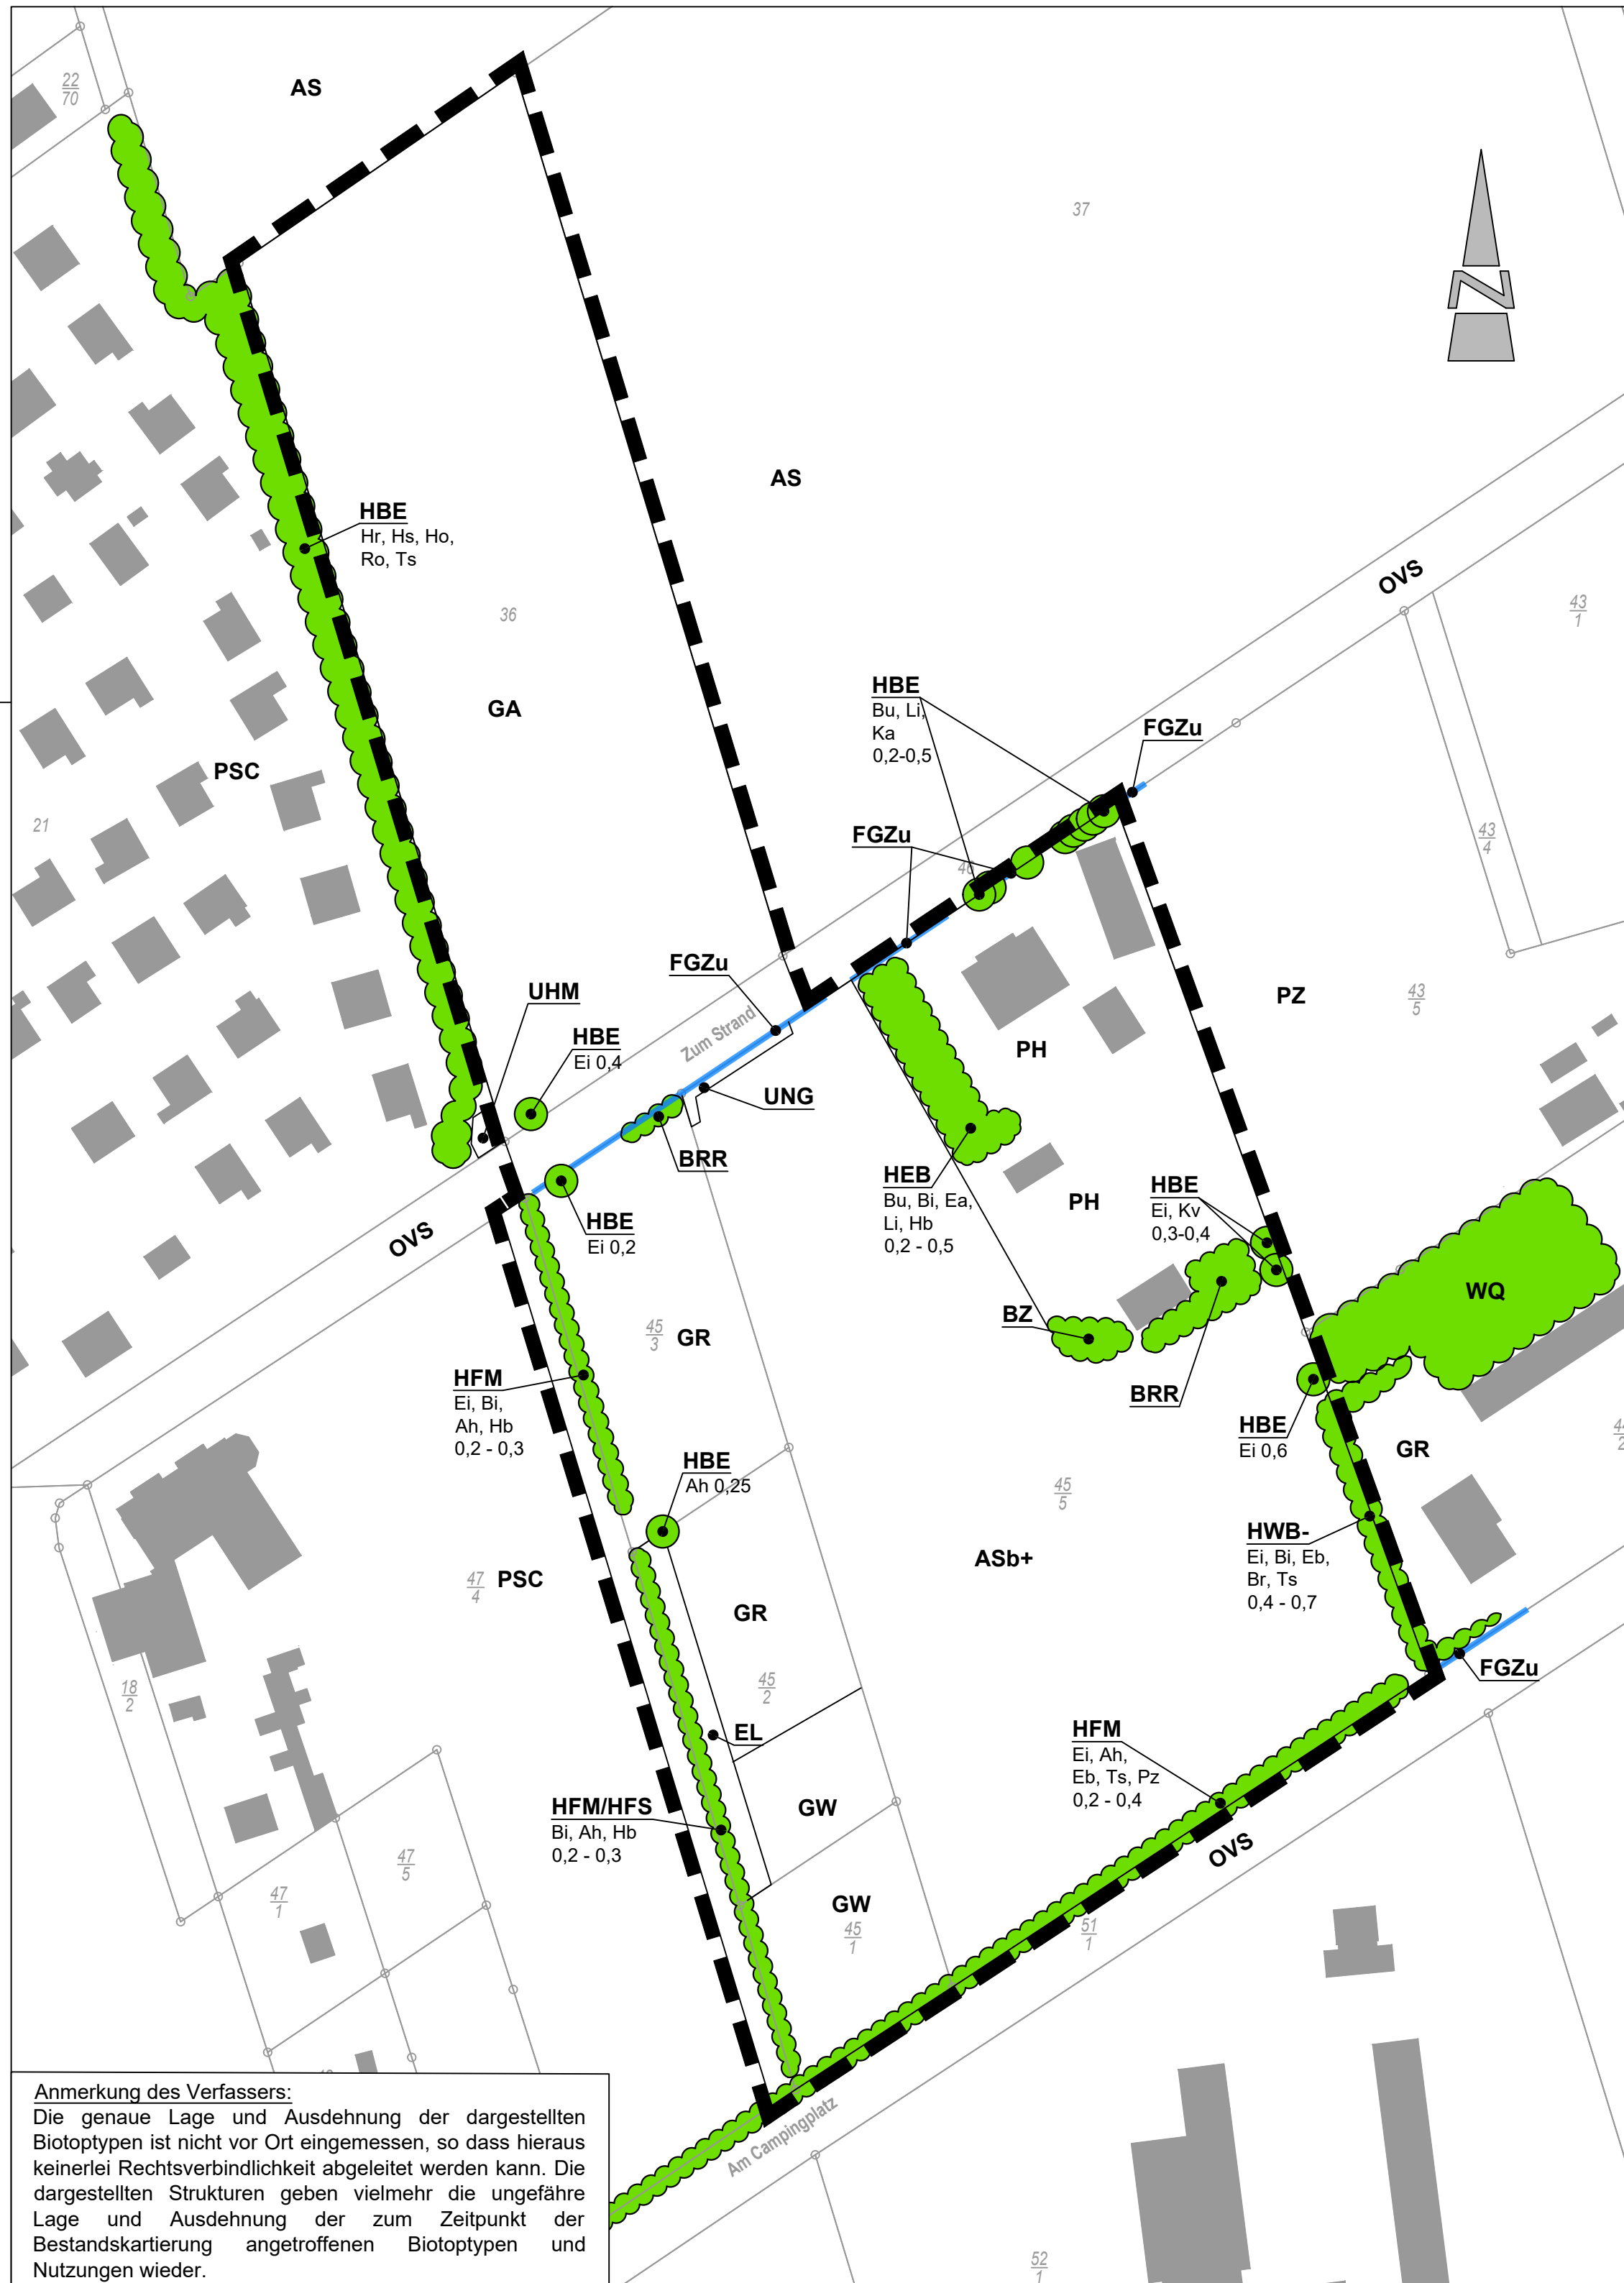 22
70
AS
37
N
HBE
Hr, Hs, Ho,
Ro, Ts
AS
OVS
43
1
36
HBE
Bu, Li,
Ka
0,2-0,5
GA
FGZu
PSC
21
FGZu
43
4
46
FGZu
UHM
PZ
43
5
HBE
Ei 0,4
Zum Strand
PH
UNG
BRR
HEB
Bu, Bi, Ea,
Li, Hb
0,2 - 0,5
PH
HBE
Ei, Kv
0,3-0,4
HBE
Ei 0,2
OVS
WQ
BZ
45
3
GR
HFM
Ei, Bi,
Ah, Hb
0,2 - 0,3
BRR
HBE
Ei 0,6
GR
44
2
HBE
Ah 0,25
45
5
HWB-
Ei, Bi, Eb,
Br, Ts
0,4 - 0,7
ASb+
47
4
PSC
GR
45
2
18
2
FGZu
EL
HFM
Ei, Ah,
Eb, Ts, Pz
0,2 - 0,4
HFM/HFS
Bi, Ah, Hb
0,2 - 0,3
GW
OVS
47
5
47
1
GW
45
1
51
1
Am Campingplatz
Anmerkung des Verfassers:
Die genaue Lage und Ausdehnung der dargestellten
Biotoptypen ist nicht vor Ort eingemessen, so dass hieraus
keinerlei Rechtsverbindlichkeit abgeleitet werden kann. Die
dargestellten Strukturen geben vielmehr die ungefähre
Lage und Ausdehnung der zum Zeitpunkt der
Bestandskartierung angetroffenen Biotoptypen und
Nutzungen wieder.
52
1